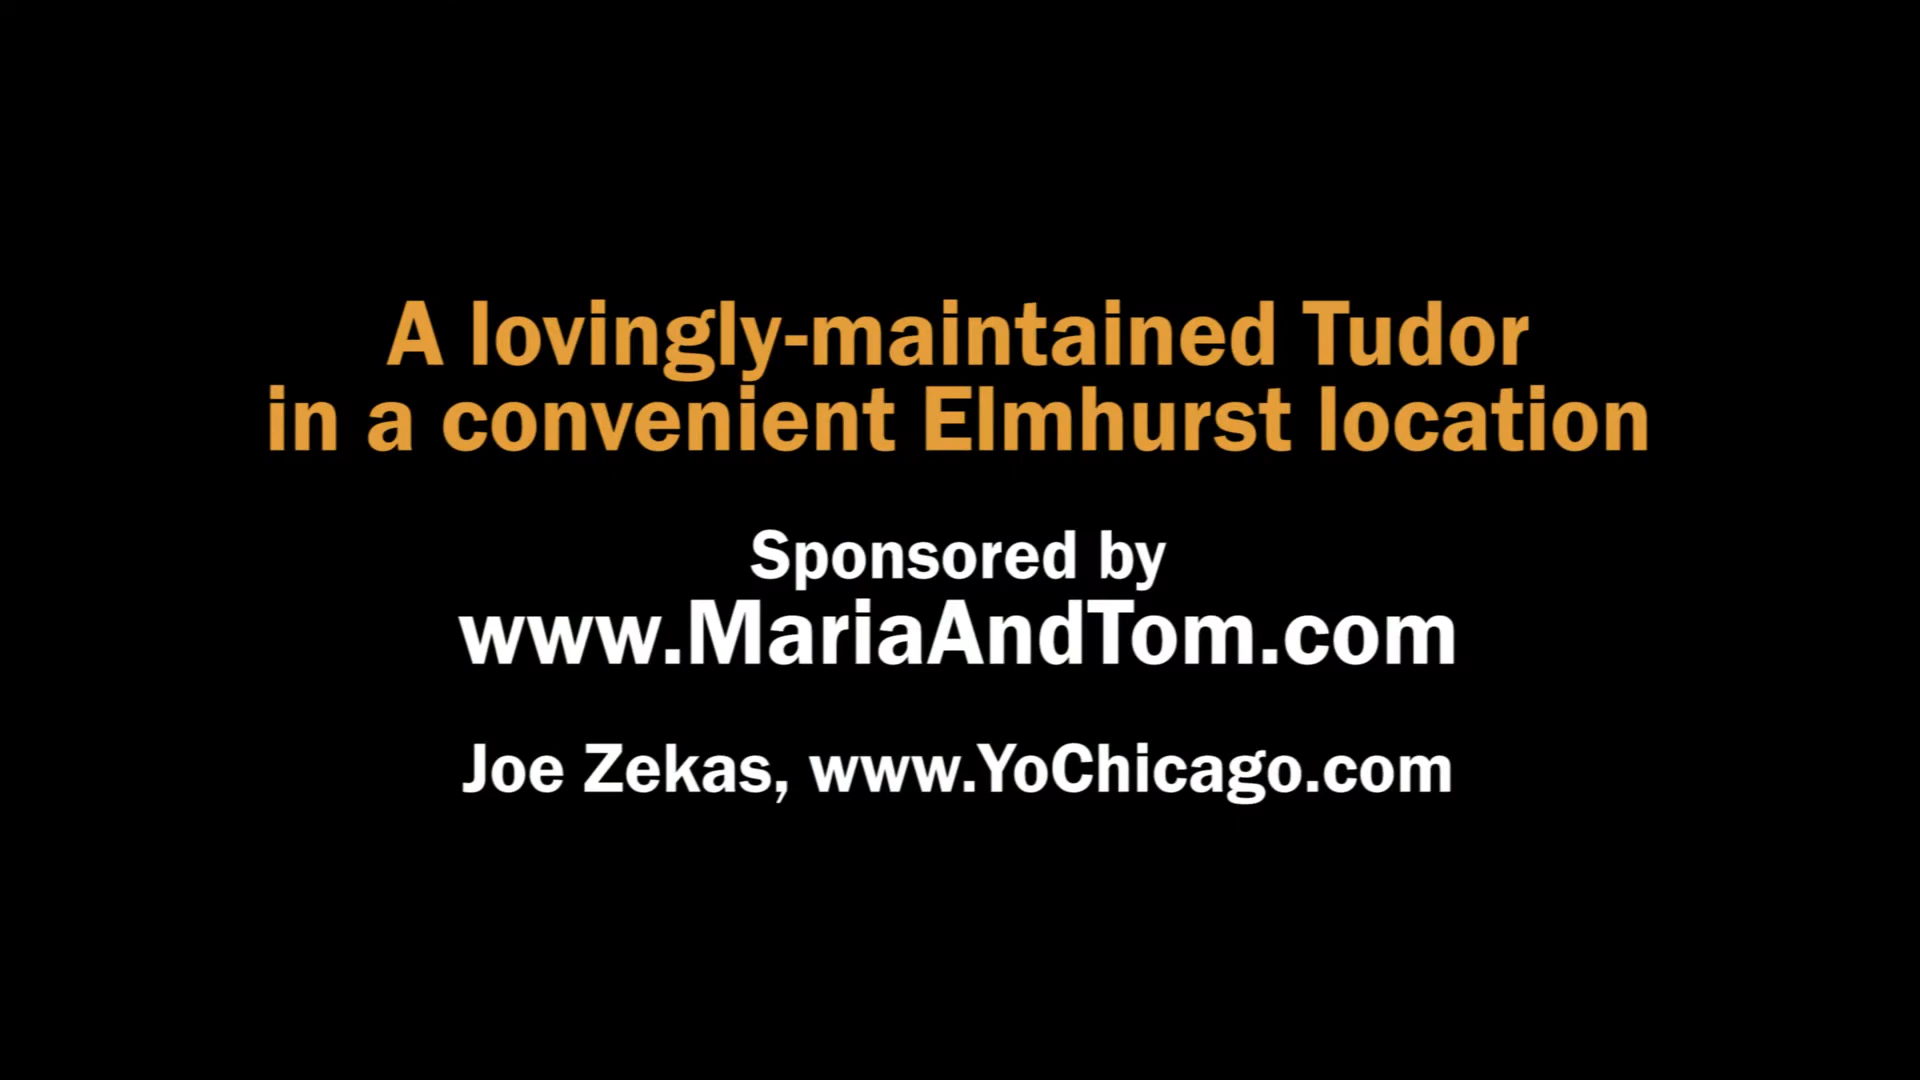 A lovingly-maintained Tudor
in a convenient Elmhurst location
Sponsored by
www.MariaAndTom.com
Joe Zekas, www.YoChicago.com